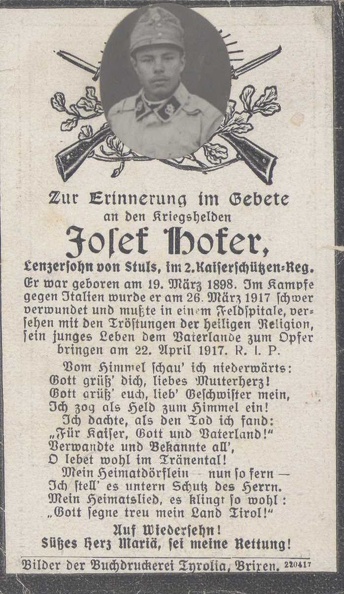 Zur Erinnerung im Gebete
an den Kriegshelden
Josef Hofer,
Lenzersohn von Stuls, im 2. Kaiserschützen-Reg.
Er war geboren am 19. März 1898. Im Kampfe
gegen Italien wurde er am 26. März 1917 schwer
verwundet und mußte in einem Feldspitale, ver-
sehen mit den Tröstungen der heiligen Religion,
sein junges Leben dem Vaterlande zum Opfer
bringen am 22. April 1917. R. I. P.
Vom Himmel schau' ich niederwärts:
Gott grüß' dich, liebes Mutterherz!
Gott grüß' euch, lieb' Geschwister mein,
Ich zog als Held zum Himmel ein!
Ich dachte, als den Tod ich fand:
„Für Kaiser, Gott und Vaterland!"
Verwandte und Bekannte all',
O lebet wohl im Tränental!
Mein Heimatdörflein — nun so fern —
Ich stell' es untern Schutz des Herrn.
Mein Heimatslied, es klingt so wohl:
„Gott segne treu mein Land Tirol!"
Auf Wiedersehn!
Süßes Herz Mariä, sei meine Rettung!
Bilder der Buchdruckerei Tyrolia, Brixen. 220417